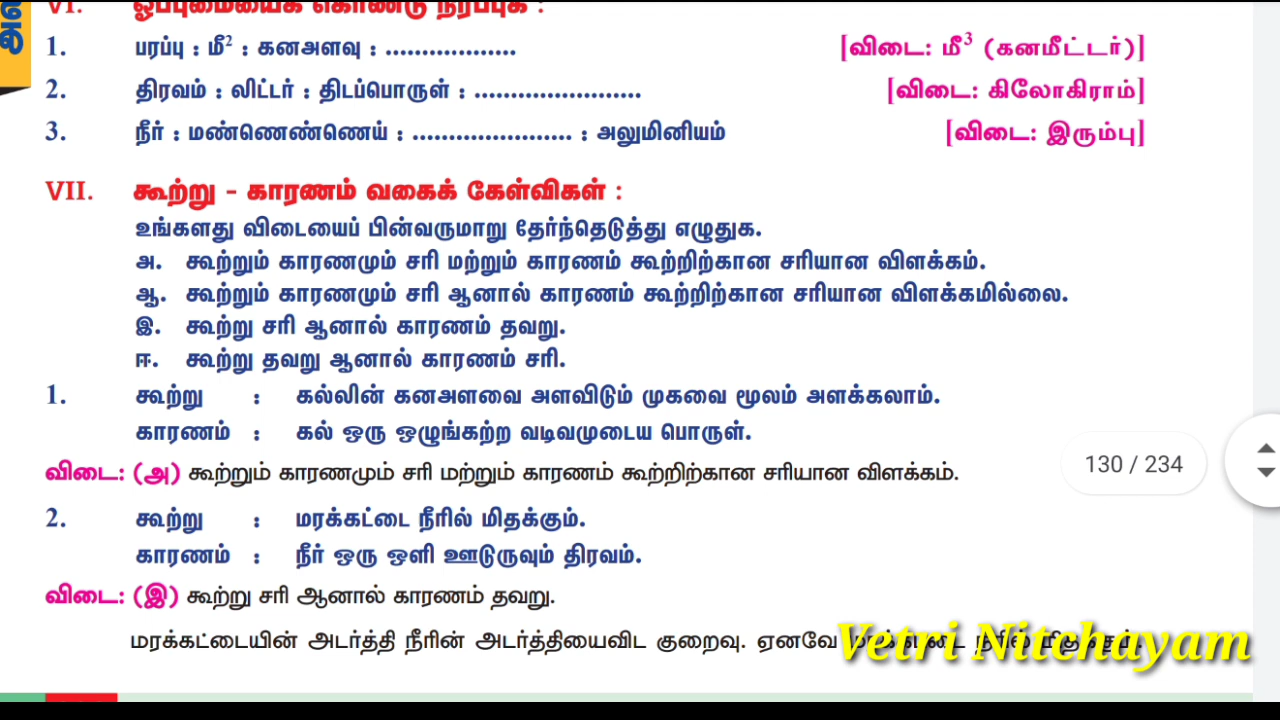 VI. ஒப்புமையைக் கொண்டு நிரப்புக :
1. பரப்பு : மீ² : கனஅளவு : .................. [விடை: மீ³ (கனமீட்டர்)]
2. திரவம் : லிட்டர் : திடப்பொருள் : ....................... [விடை: கிலோகிராம்]
3. நீர் : மண்ணெண்ணெய் : ...................... : அலுமினியம் [விடை: இரும்பு]
VII. கூற்று - காரணம் வகைக் கேள்விகள் :
உங்களது விடையைப் பின்வருமாறு தேர்ந்தெடுத்து எழுதுக.
அ. கூற்றும் காரணமும் சரி மற்றும் காரணம் கூற்றிற்கான சரியான விளக்கம்.
ஆ. கூற்றும் காரணமும் சரி ஆனால் காரணம் கூற்றிற்கான சரியான விளக்கமில்லை.
இ. கூற்று சரி ஆனால் காரணம் தவறு.
ஈ. கூற்று தவறு ஆனால் காரணம் சரி.
1. கூற்று : கல்லின் கனஅளவை அளவிடும் முகவை மூலம் அளக்கலாம்.
காரணம் : கல் ஒரு ஒழுங்கற்ற வடிவமுடைய பொருள்.
130 / 234
விடை: (அ) கூற்றும் காரணமும் சரி மற்றும் காரணம் கூற்றிற்கான சரியான விளக்கம்.
2. கூற்று : மரக்கட்டை நீரில் மிதக்கும்.
காரணம் : நீர் ஒரு ஒளி ஊடுருவும் திரவம்.
விடை: (இ) கூற்று சரி ஆனால் காரணம் தவறு.
மரக்கட்டையின் அடர்த்தி நீரின் அடர்த்தியைவிட குறைவு. ஏனவே
Vetri Nitchayam